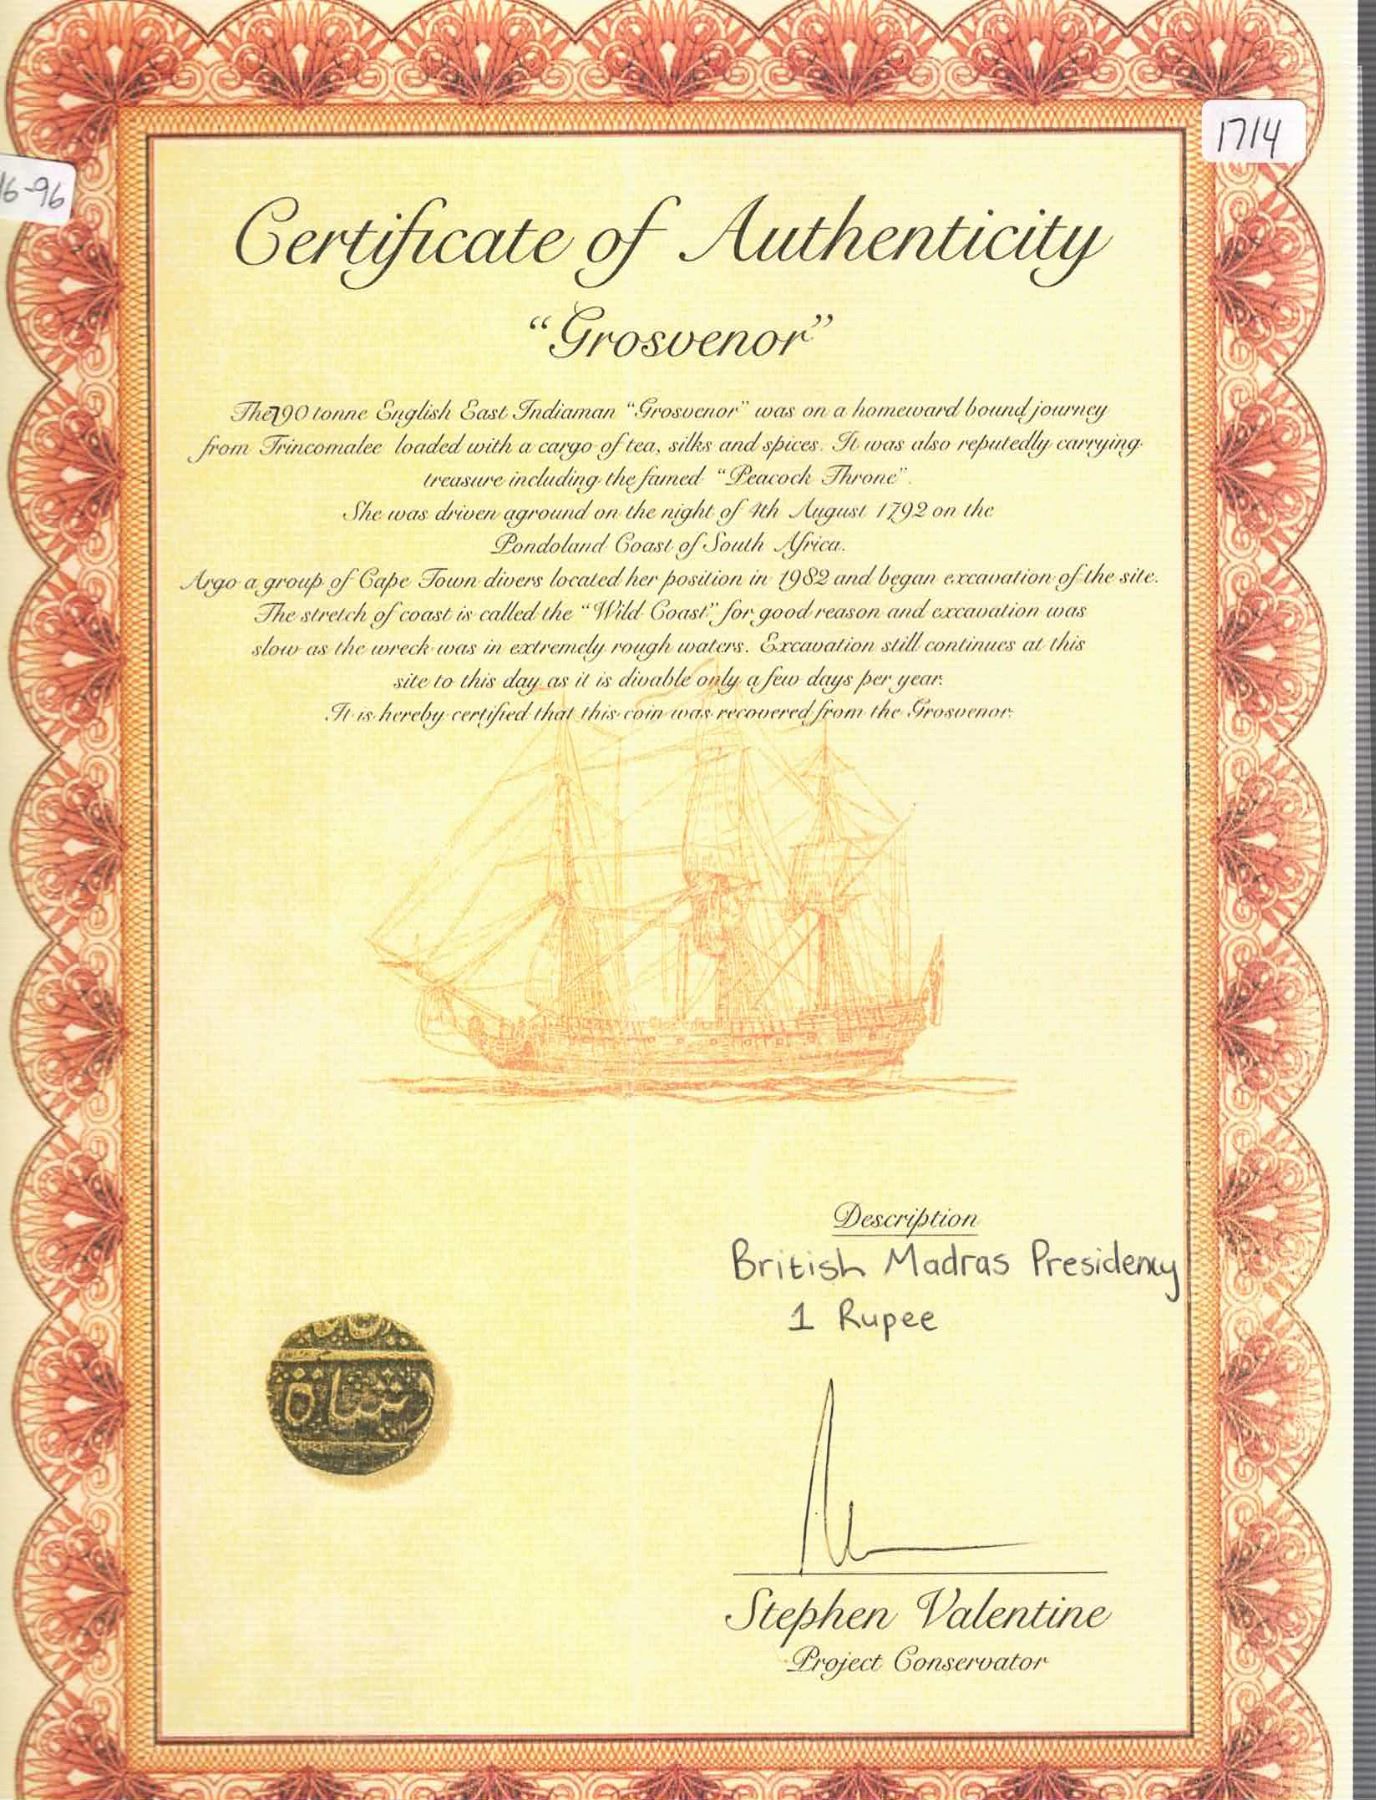 1714
16-96
Certificate of Authenticity
“Grosvenor”
The 790 tonne English East Indiaman “Grosvenor” was on a homeward bound journey
from Trincomalee loaded with a cargo of tea, silks and spices. It was also reputedly carrying
treasure including the famed “Peacock Throne”.
She was driven aground on the night of 4th August 1792 on the
Pondoland Coast of South Africa.
Argo a group of Cape Town divers located her position in 1982 and began excavation of the site.
The stretch of coast is called the “Wild Coast” for good reason and excavation was
slow as the wreck was in extremely rough waters. Excavation still continues at this
site to this day as it is divable only a few days per year.
It is hereby certified that this coin was recovered from the Grosvenor.
Description
British Madras Presidency
1 Rupee
Stephen Valentine
Project Conservator